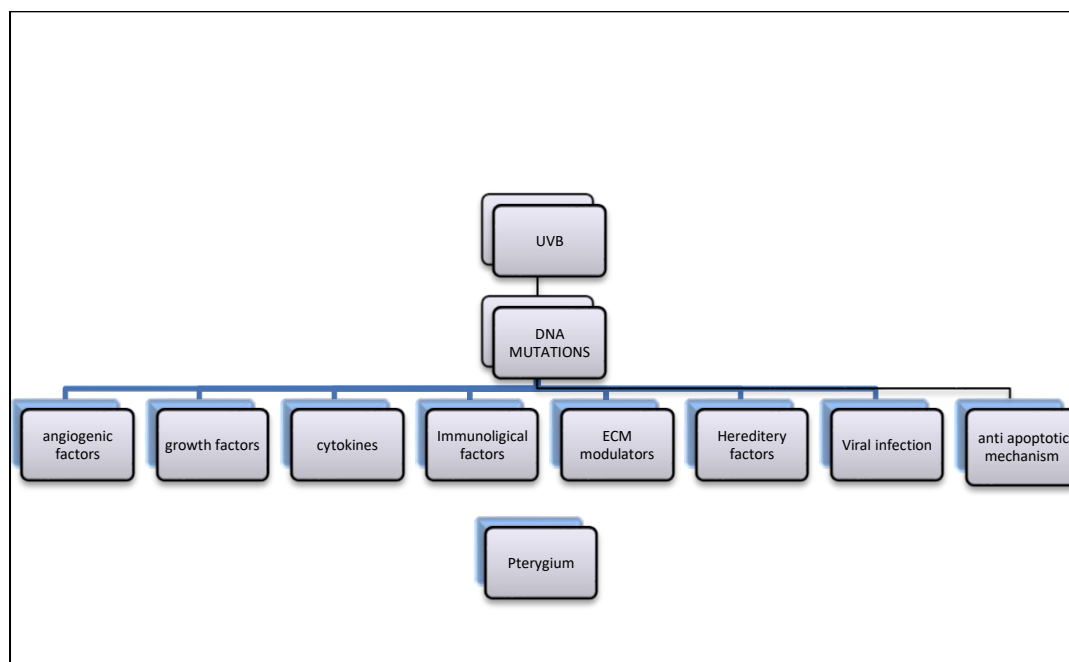 UVB
DNA
MUTATIONS
angiogenic
factors
growth factors
cytokines
Immunoligical
factors
ECM
modulators
Hereditery
factors
Viral infection
anti apoptotic
mechanism
Pterygium